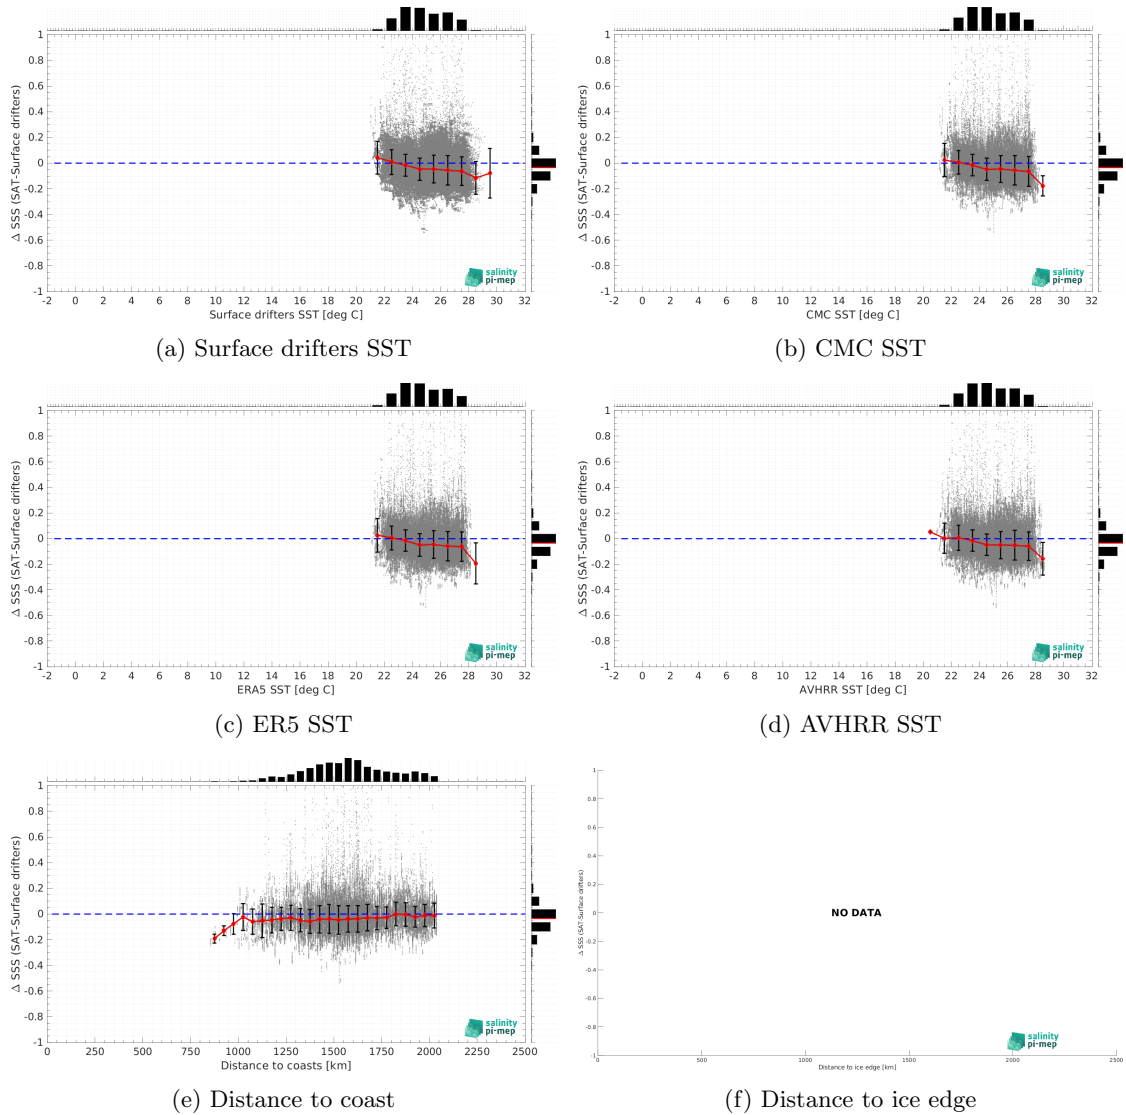 1
0.8
0.6
0.4
0.2
0
-0.2
-0.4
-0.6
-0.8
-1
Δ SSS (SAT-Surface drifters)
salinity
pi-mep
-2 0 2 4 6 8 10 12 14 16 18 20 22 24 26 28 30 32
Surface drifters SST [deg C]
(a) Surface drifters SST
1
0.8
0.6
0.4
0.2
0
-0.2
-0.4
-0.6
-0.8
-1
Δ SSS (SAT-Surface drifters)
salinity
pi-mep
-2 0 2 4 6 8 10 12 14 16 18 20 22 24 26 28 30 32
CMC SST [deg C]
(b) CMC SST
1
0.8
0.6
0.4
0.2
0
-0.2
-0.4
-0.6
-0.8
-1
Δ SSS (SAT-Surface drifters)
salinity
pi-mep
-2 0 2 4 6 8 10 12 14 16 18 20 22 24 26 28 30 32
ERA5 SST [deg C]
(c) ER5 SST
1
0.8
0.6
0.4
0.2
0
-0.2
-0.4
-0.6
-0.8
-1
Δ SSS (SAT-Surface drifters)
salinity
pi-mep
-2 0 2 4 6 8 10 12 14 16 18 20 22 24 26 28 30 32
AVHRR SST [deg C]
(d) AVHRR SST
1
0.8
0.6
0.4
0.2
0
-0.2
-0.4
-0.6
-0.8
-1
Δ SSS (SAT-Surface drifters)
salinity
pi-mep
0 250 500 750 1000 1250 1500 1750 2000 2250 2500
Distance to coasts [km]
(e) Distance to coast
1
0.8
0.6
0.4
0.2
0
-0.2
-0.4
-0.6
-0.8
-1
Δ SSS (SAT-Surface drifters)
NO DATA
salinity
pi-mep
0 500 1000 1500 2000 2500
Distance to ice edge [km]
(f) Distance to ice edge